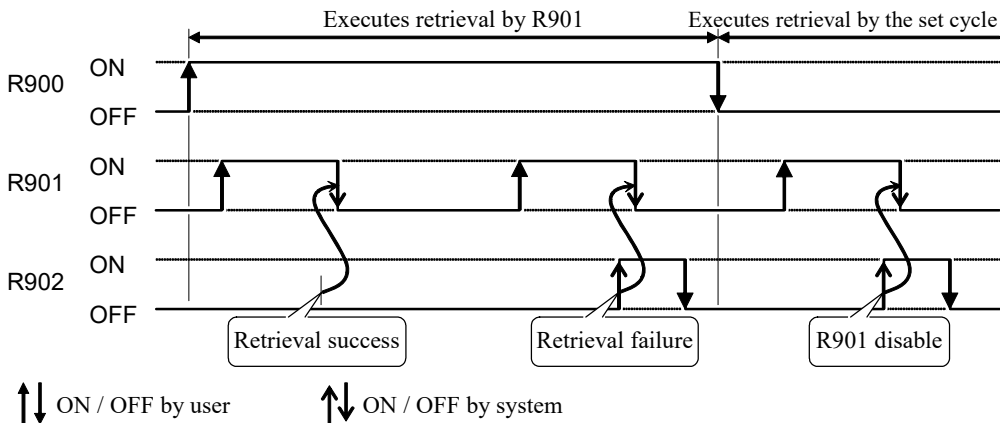 Executes retrieval by R901
Executes retrieval by the set cycle
R900
ON
OFF
R901
ON
OFF
R902
ON
OFF
Retrieval success
Retrieval failure
R901 disable
ON / OFF by user
ON / OFF by system